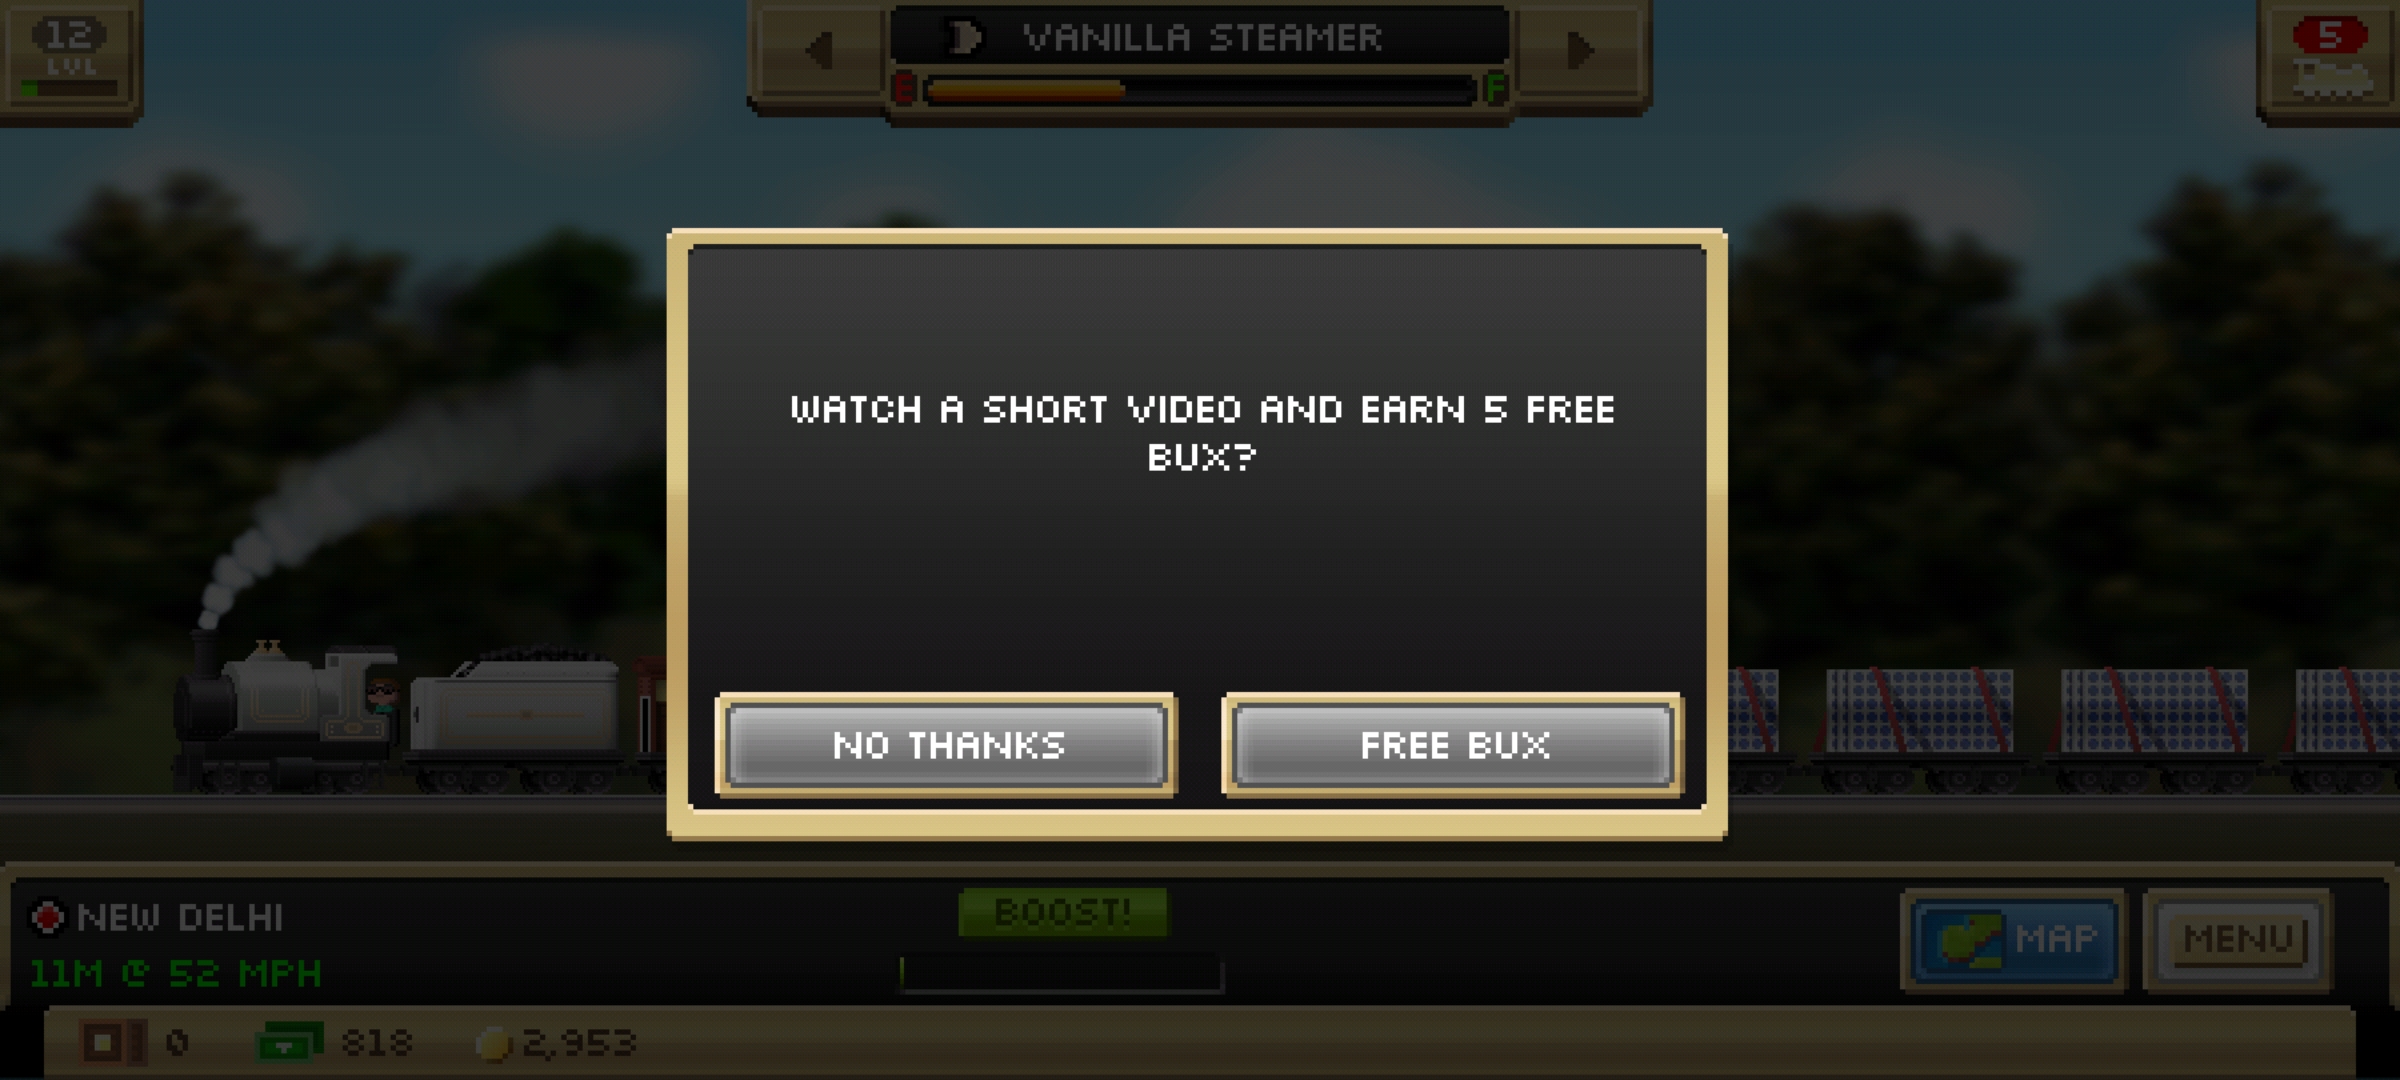 12
LVL
VANILLA STEAMER
E
F
5
WATCH A SHORT VIDEO AND EARN 5 FREE
BUX?
NO THANKS
FREE BUX
NEW DELHI
11M @ 52 MPH
BOOST!
MAP
MENU
0
818
2,953